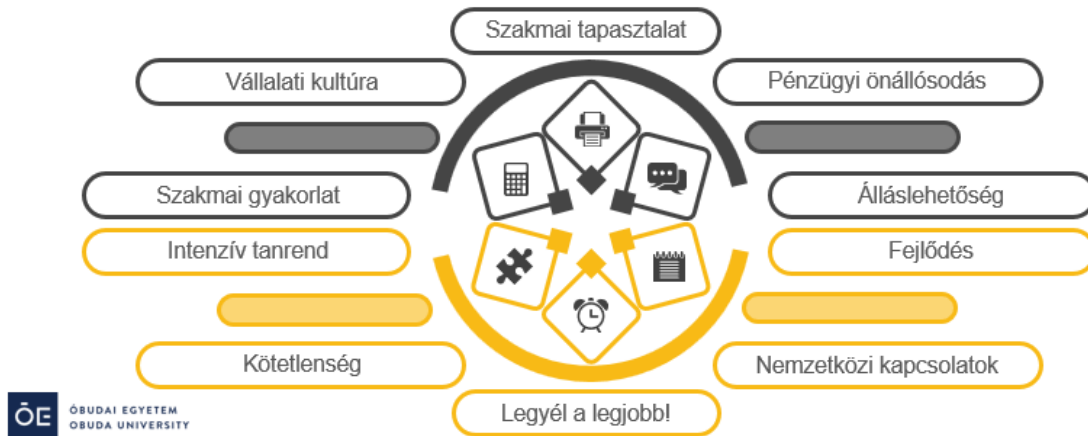 Szakmai tapasztalat
Vállalati kultúra
Pénzügyi önállósodás
Szakmai gyakorlat
Álláslehetőség
Intenzív tanrend
Fejlődés
Kötetlenség
Nemzetközi kapcsolatok
Legyél a legjobb!
ŌE
ÓBUDAI EGYETEM
OBUDA UNIVERSITY